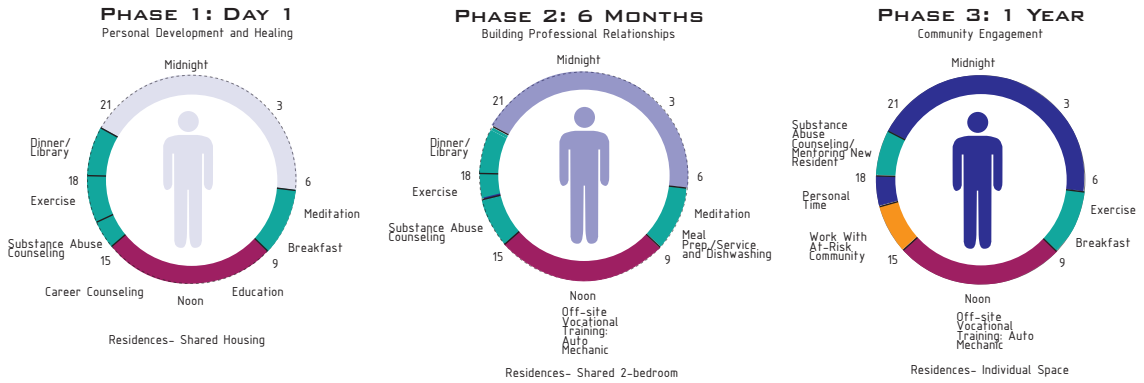 PHASE 1: DAY 1
Personal Development and Healing
Midnight
21
3
Dinner/
Library
18
6
Exercise
Meditation
Substance Abuse
Counseling
Breakfast
15
9
Career Counseling
Education
Noon
Residences- Shared Housing
PHASE 2: 6 MONTHS
Building Professional Relationships
Midnight
21
3
Dinner/
Library
18
6
Exercise
Meditation
Substance Abuse
Counseling
Meal
Prep./Service
and Dishwashing
15
9
Noon
Off-site
Vocational
Training:
Auto
Mechanic
Residences- Shared 2-bedroom
PHASE 3: 1 YEAR
Community Engagement
Midnight
21
3
Substance
Abuse
Counseling/
Mentoring New
Resident
18
6
Personal
Time
Exercise
Work With
At-Risk
Community
Breakfast
15
9
Noon
Off-site
Vocational
Training: Auto
Mechanic
Residences- Individual Space